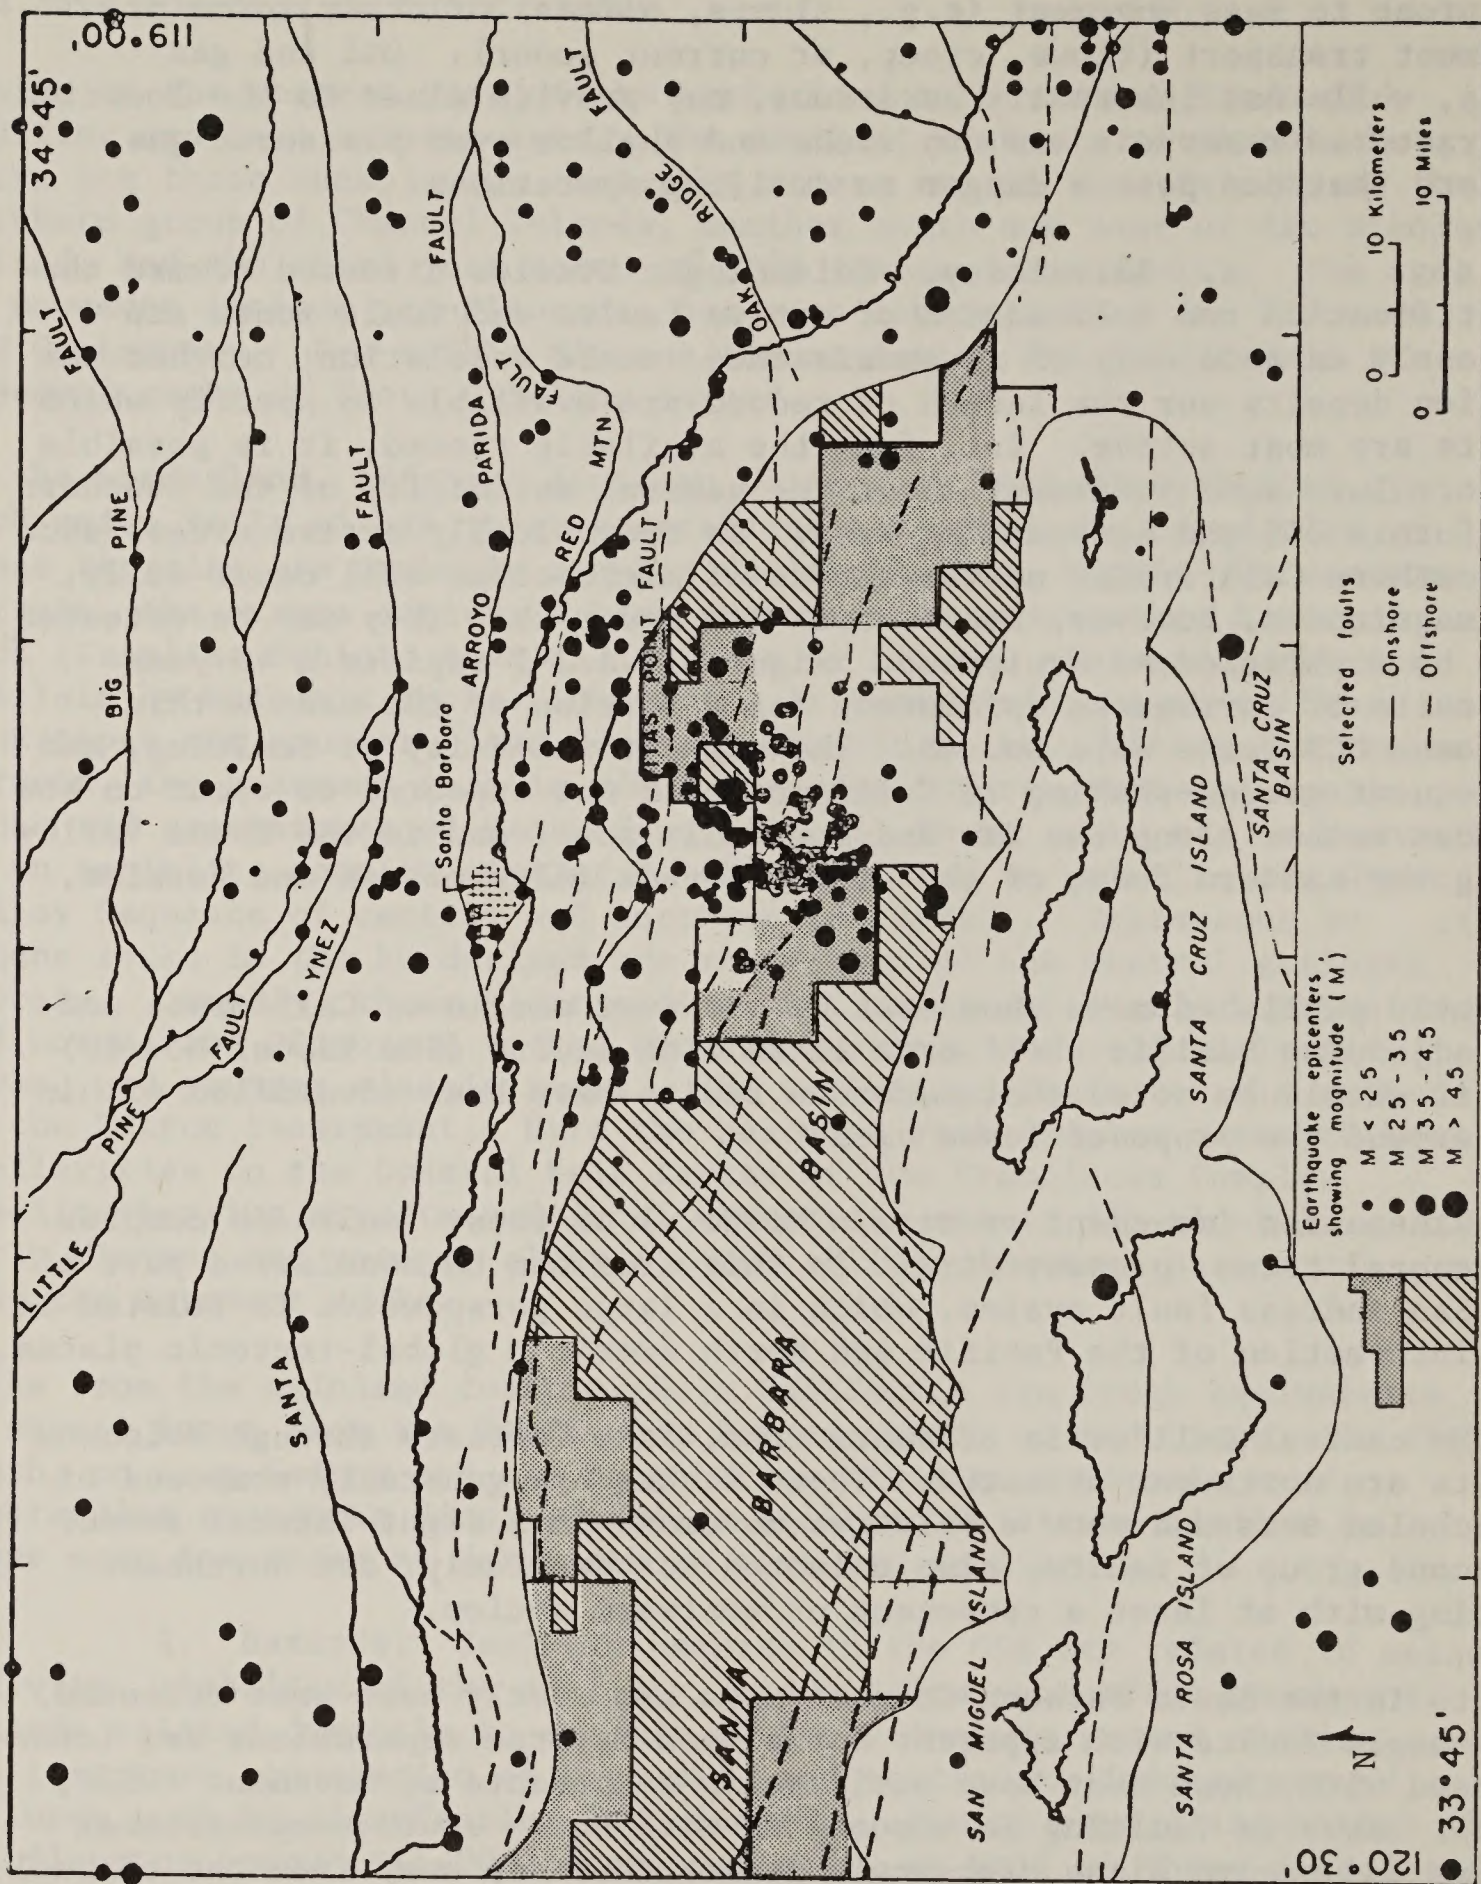 34°45'
119°00'
FAULT
BIG PINE
LITTLE PINE FAULT
SANTA YNEZ FAULT
FAULT
ARROYO PARIDA
Santa Barbara
RED MTN FAULT
PITAS POINT FAULT
OAK RIDGE FAULT
SANTA BARBARA BASIN
SAN MIGUEL ISLAND
SANTA ROSA ISLAND
SANTA CRUZ ISLAND
SANTA CRUZ
BASIN
Earthquake epicenters,
showing magnitude (M)
M < 2 5
M 2 5 - 3 5
M 3 5 - 4.5
M > 4 5
Selected faults
Onshore
Offshore
0 10 Kilometers
0 10 Miles
N
33°45'
120°30'